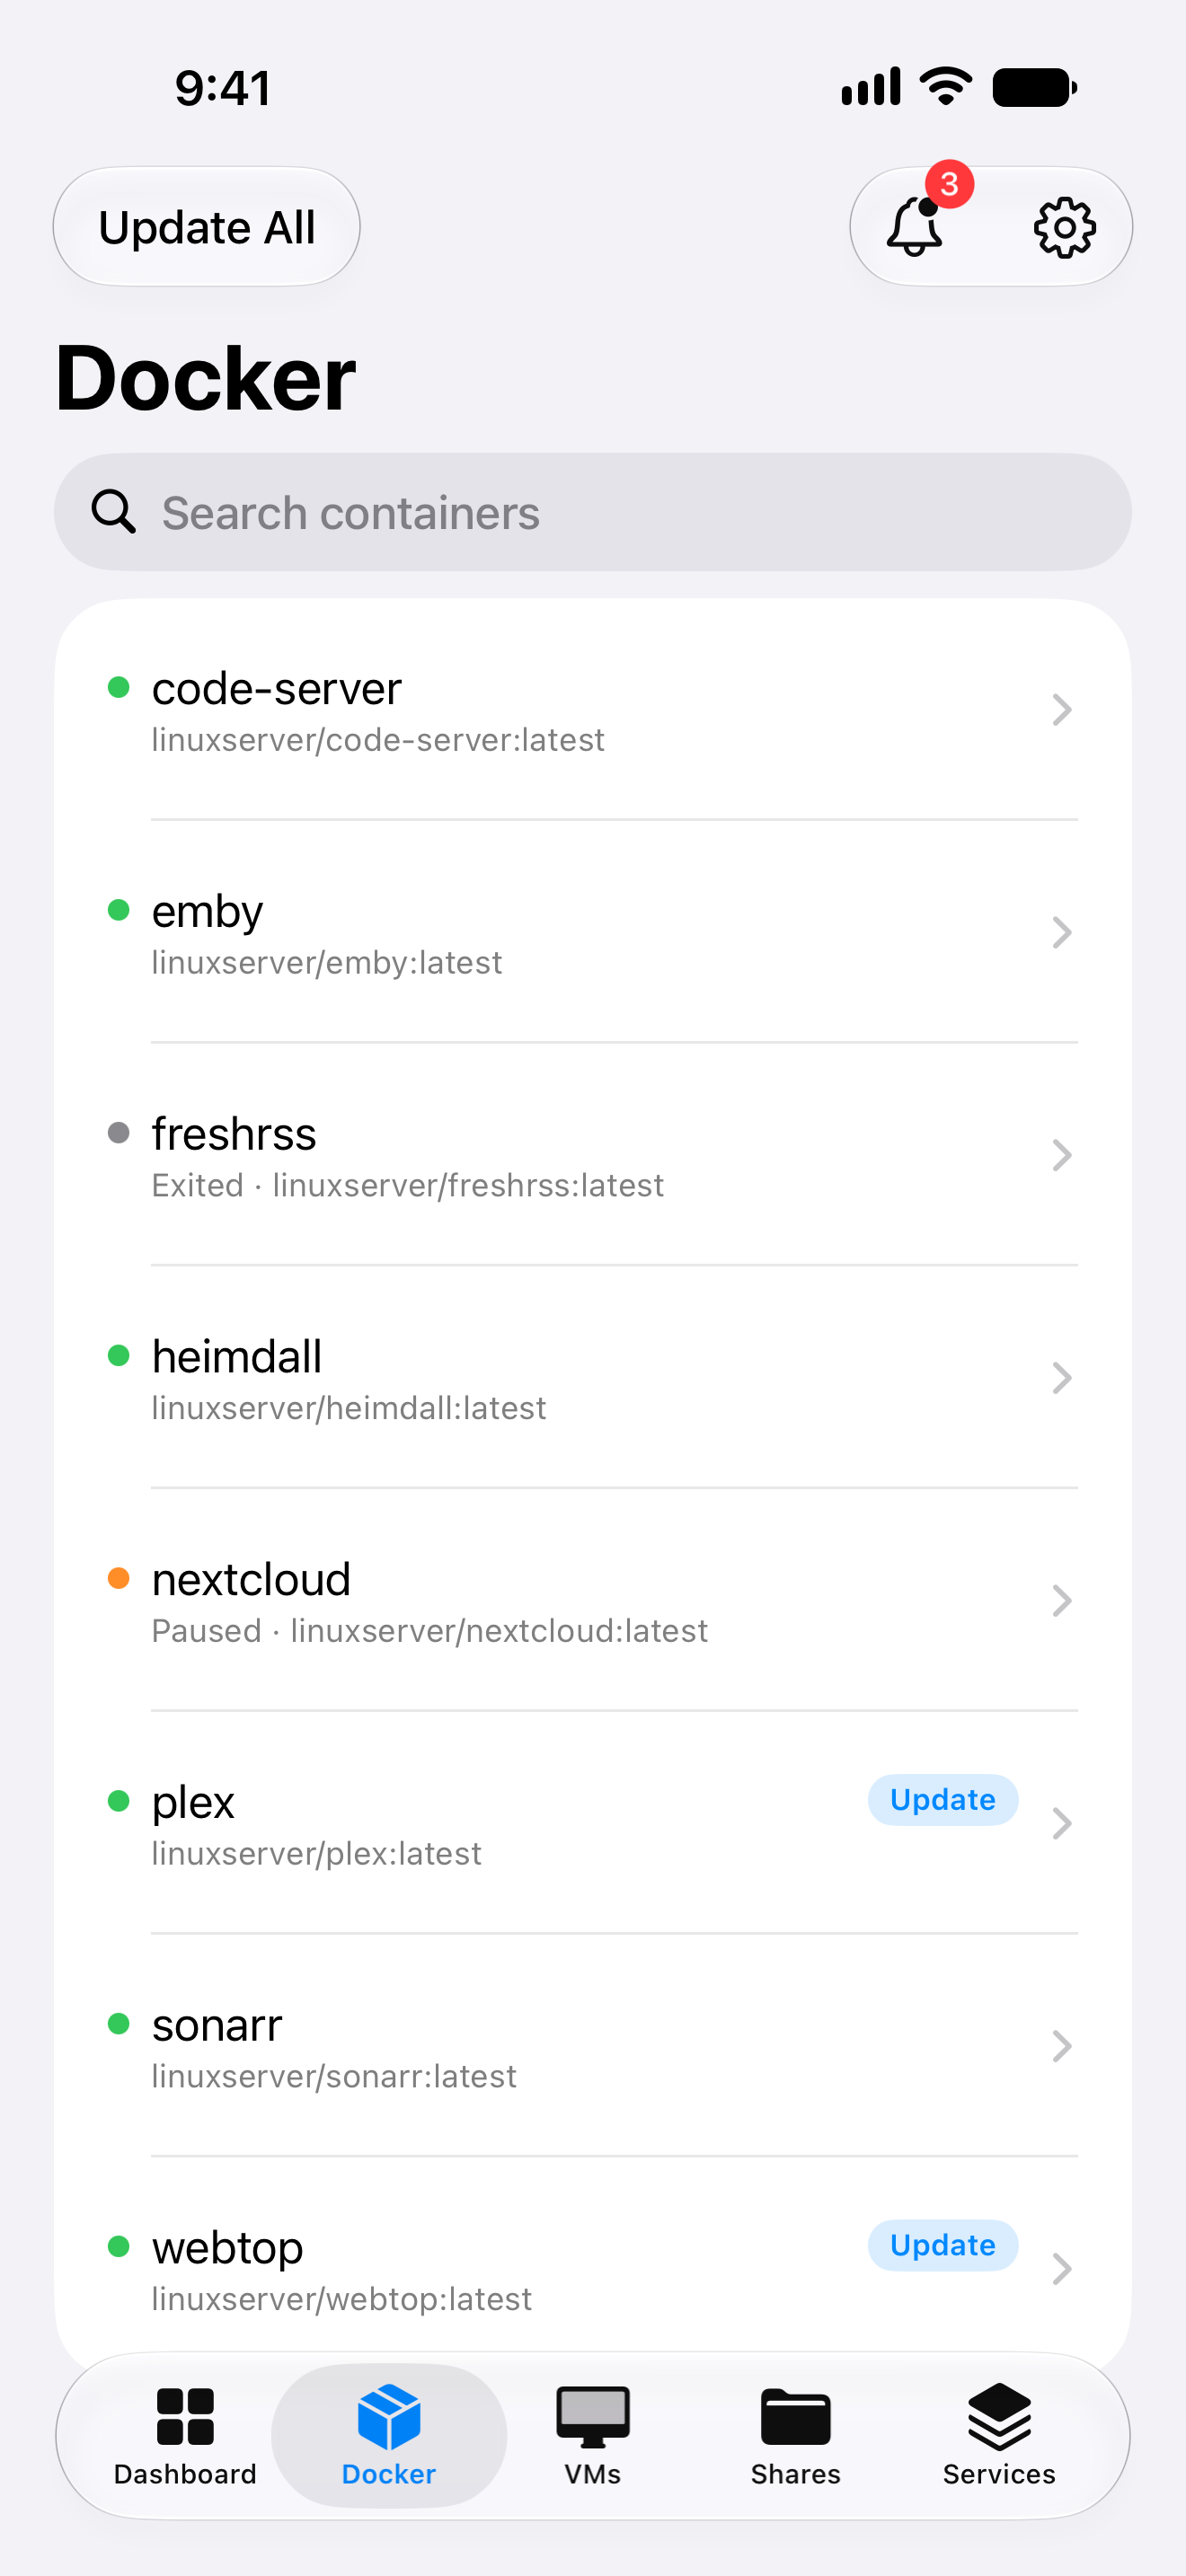 9:41
Update All
3
Docker
Search containers
code-server
linuxserver/code-server:latest
emby
linuxserver/emby:latest
freshrss
Exited · linuxserver/freshrss:latest
heimdall
linuxserver/heimdall:latest
nextcloud
Paused · linuxserver/nextcloud:latest
plex
Update
linuxserver/plex:latest
sonarr
linuxserver/sonarr:latest
webtop
Update
linuxserver/webtop:latest
Dashboard
Docker
VMs
Shares
Services